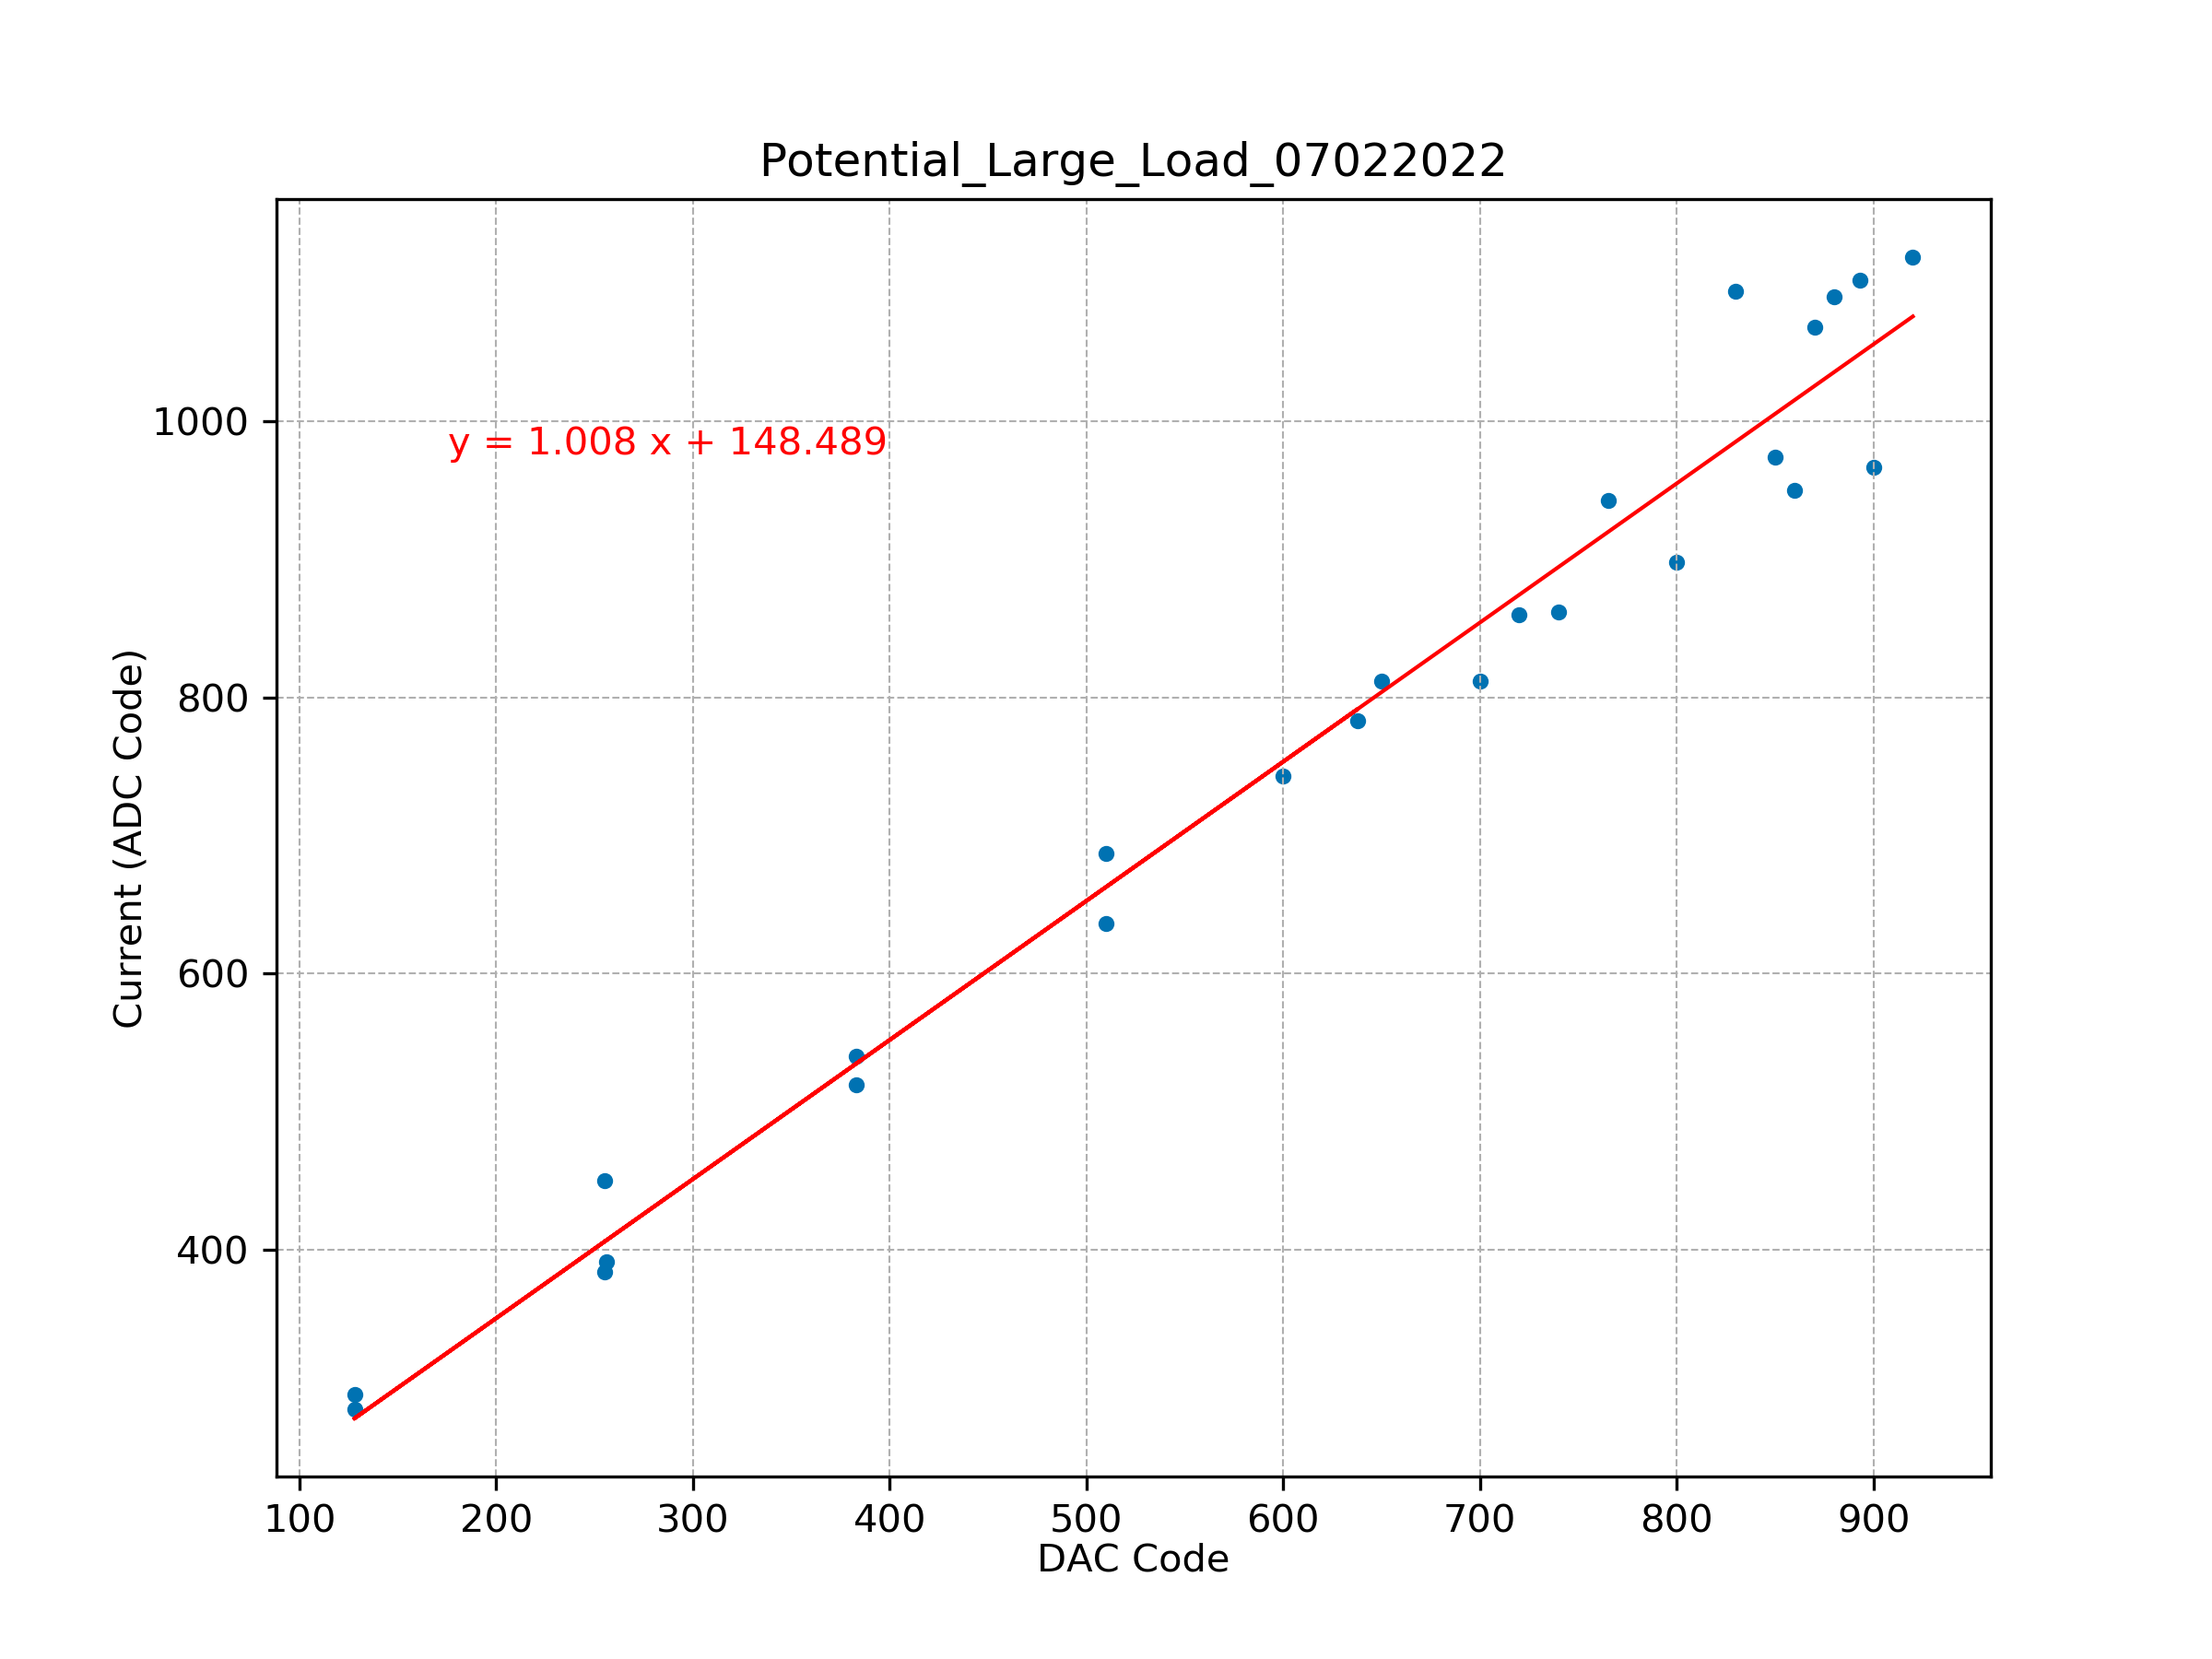 Potential_Large_Load_07022022
y = 1.008 x + 148.489
Current (ADC Code)
1000
800
600
400
100 200 300 400 500 600 700 800 900
DAC Code